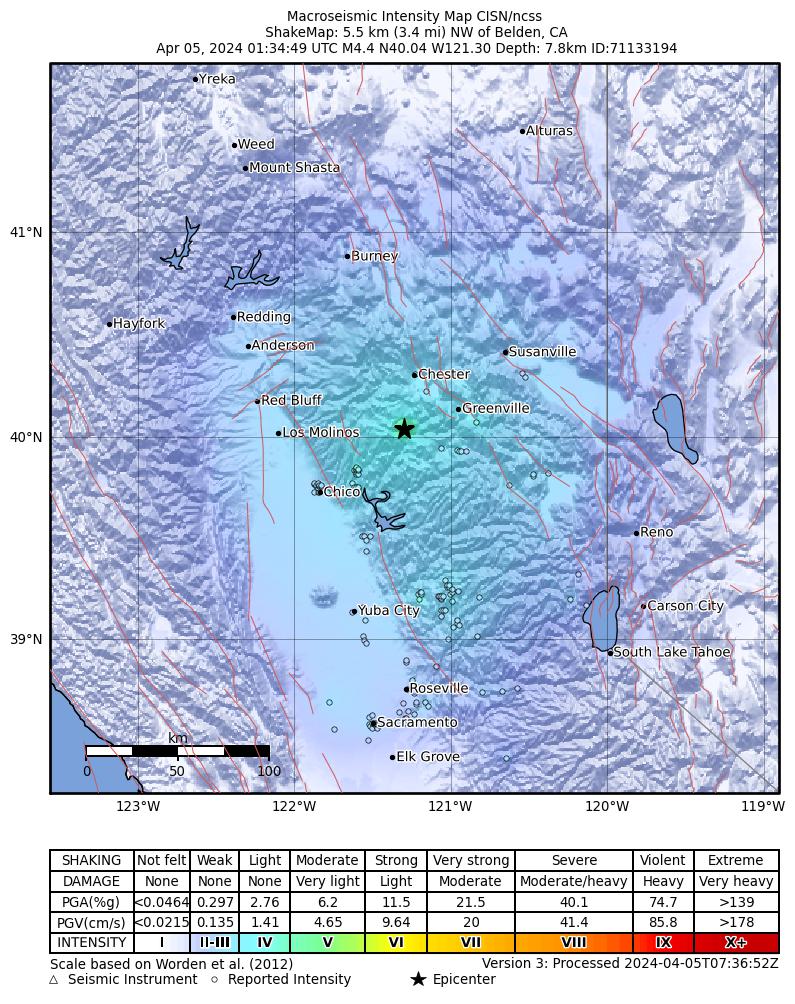 Macroseismic Intensity Map CISN/ncss
ShakeMap: 5.5 km (3.4 mi) NW of Belden, CA
Apr 05, 2024 01:34:49 UTC M4.4 N40.04 W121.30 Depth: 7.8km ID:71133194
Yreka
Alturas
Weed
Mount Shasta
41°N
Burney
Hayfork
Redding
Anderson
Susanville
Chester
Red Bluff
Greenville
40°N
Los Molinos
Chico
Reno
Yuba City
Carson City
39°N
South Lake Tahoe
Roseville
Sacramento
km
Elk Grove
0 50 100
123°W 122°W 121°W 120°W 119°W
SHAKING Not felt Weak Light Moderate Strong Very strong Severe Violent Extreme
DAMAGE None None None Very light Light Moderate Moderate/heavy Heavy Very heavy
PGA(%g) <0.0464 0.297 2.76 6.2 11.5 21.5 40.1 74.7 >139
PGV(cm/s) <0.0215 0.135 1.41 4.65 9.64 20 41.4 85.8 >178
INTENSITY I II-III IV V VI VII VIII IX X+
Scale based on Worden et al. (2012) Version 3: Processed 2024-04-05T07:36:52Z
△ Seismic Instrument ○ Reported Intensity ★ Epicenter